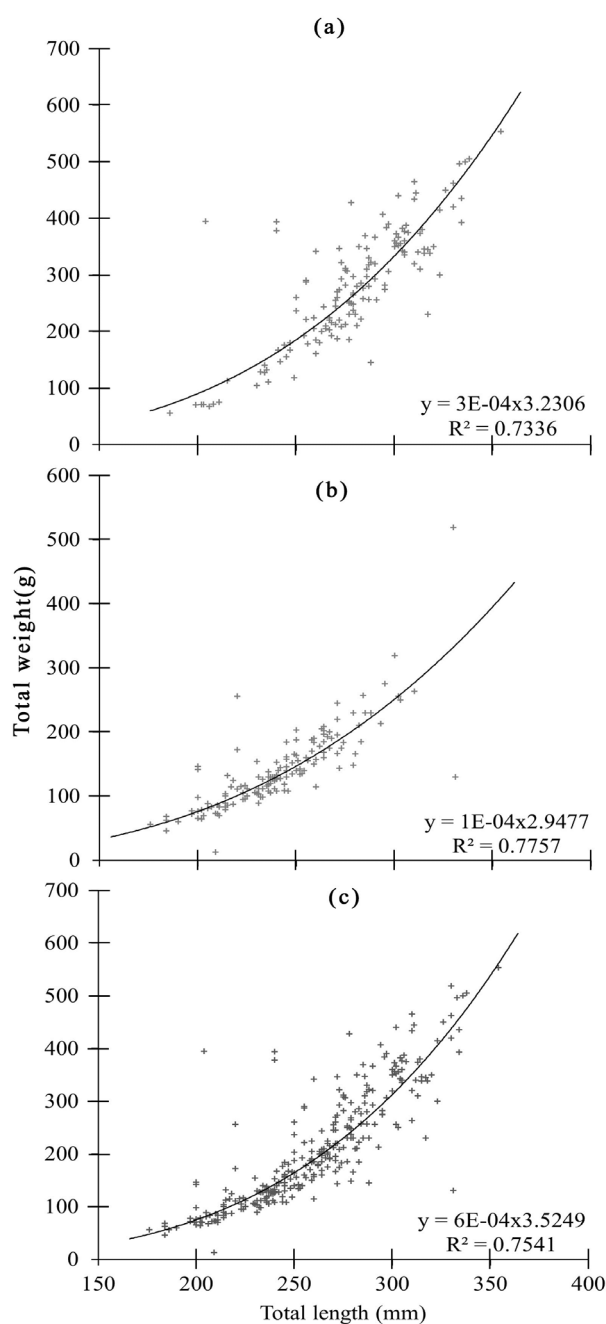 (a)
700
600
500
400
300
200
100
0
y = 3E-04x3.2306
R² = 0.7336
(b)
600
500
400
300
200
100
0
Total weight(g)
y = 1E-04x2.9477
R² = 0.7757
(c)
700
600
500
400
300
200
100
0
y = 6E-04x3.5249
R² = 0.7541
150 200 250 300 350 400
Total length (mm)